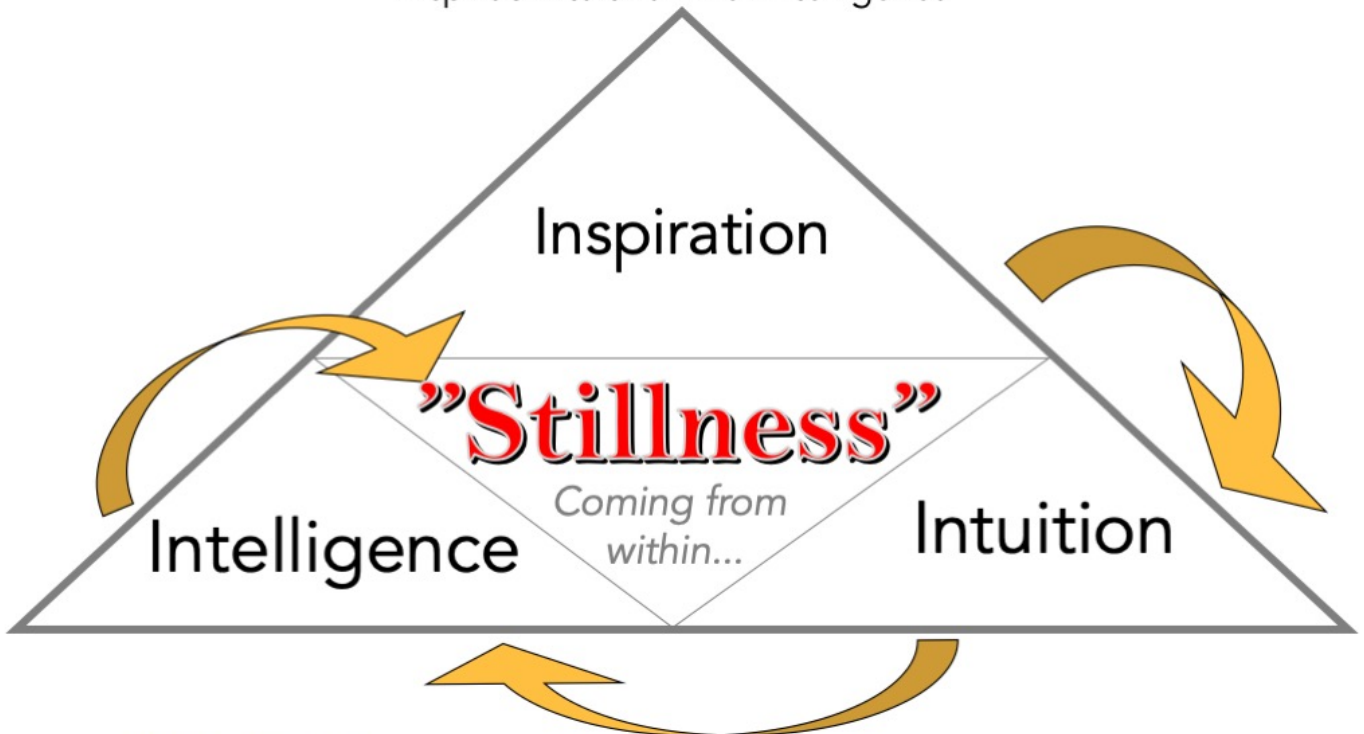 Inspiration
”Stillness”
Coming from
within...
Intelligence
Intuition